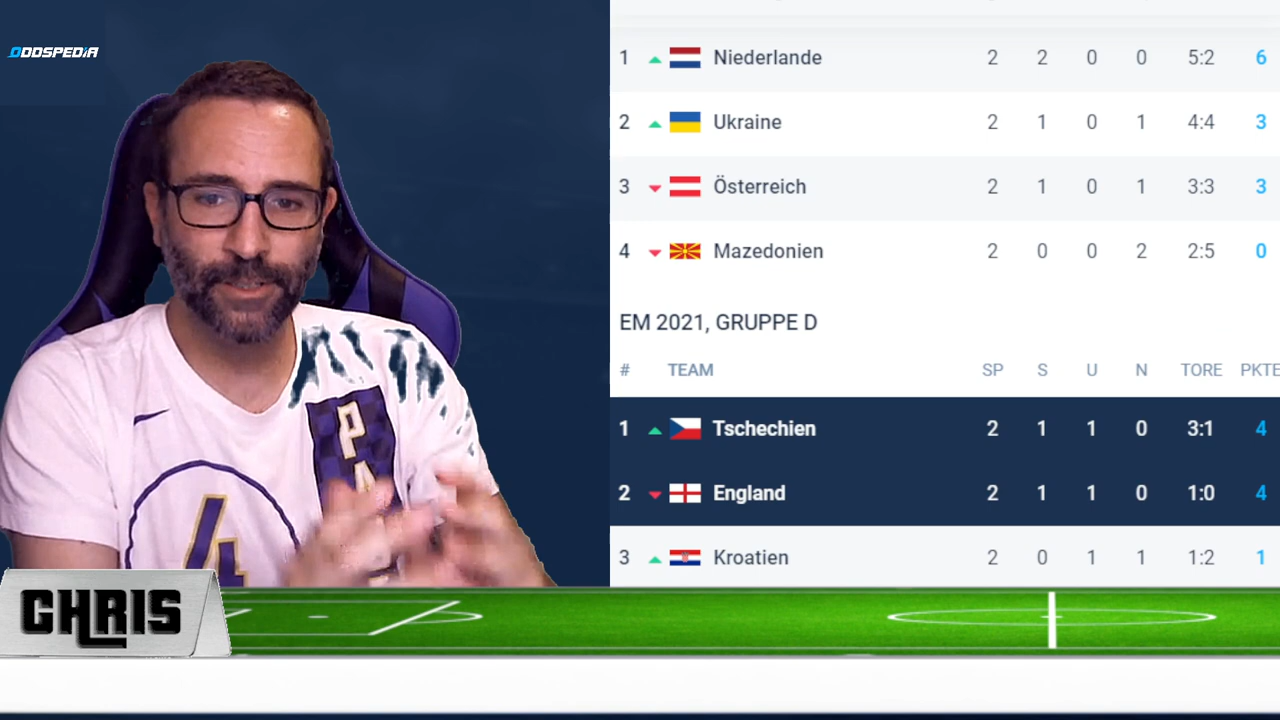 ODDSPEDIA
1 Niederlande 2 2 0 0 5:2 6
2 Ukraine 2 1 0 1 4:4 3
3 Österreich 2 1 0 1 3:3 3
4 Mazedonien 2 0 0 2 2:5 0
EM 2021, GRUPPE D
# TEAM SP S U N TORE PKTE
1 Tschechien 2 1 1 0 3:1 4
2 England 2 1 1 0 1:0 4
3 Kroatien 2 0 1 1 1:2 1
P
4
CHRIS